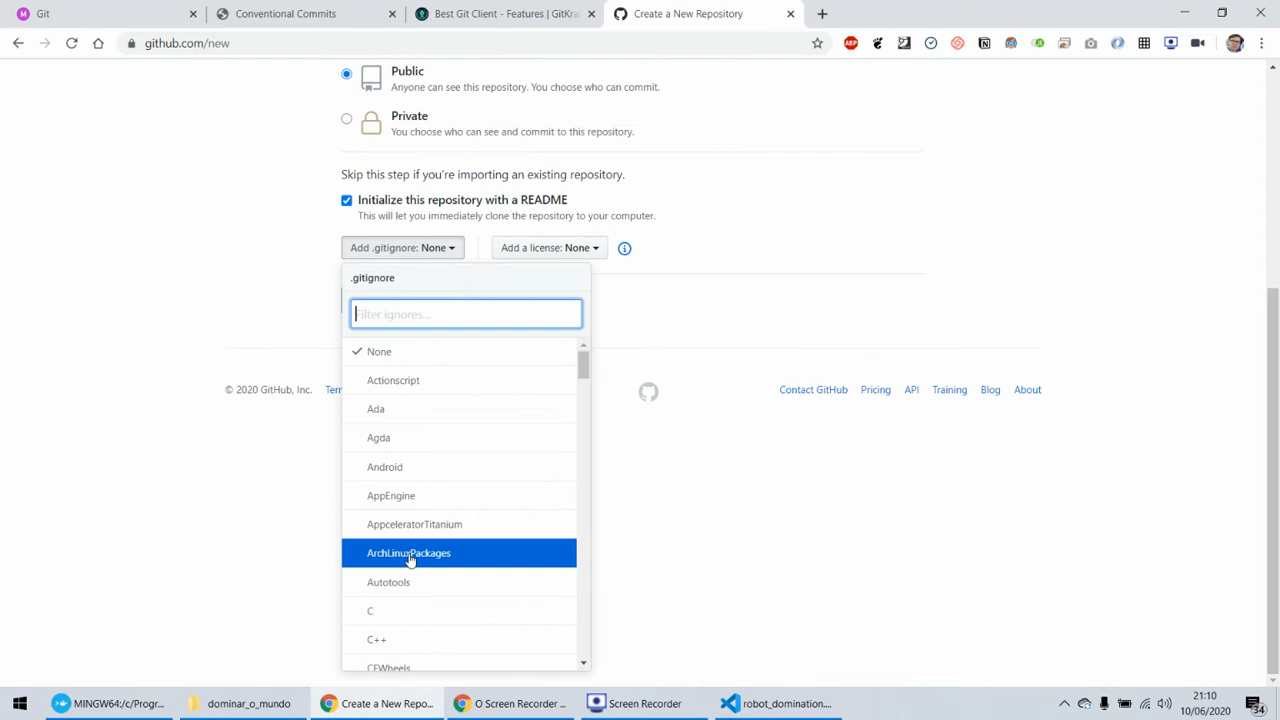 Git
Conventional Commits
Best Git Client - Features | GitKra
Create a New Repository
github.com/new
ABP
Public
Anyone can see this repository. You choose who can commit.
Private
You choose who can see and commit to this repository.
Skip this step if you're importing an existing repository.
Initialize this repository with a README
This will let you immediately clone the repository to your computer.
Add .gitignore: None
Add a license: None
.gitignore
Filter ignores...
None
Actionscript
Ada
Agda
Android
AppEngine
AppceleratorTitanium
ArchLinuxPackages
Autotools
C
C++
CFWheels
© 2020 GitHub, Inc.
Contact GitHub
Pricing
API
Training
Blog
About
MINGW64:/c/Progr...
dominar_o_mundo
Create a New Repo...
O Screen Recorder...
Screen Recorder
robot_domination....
21:10
10/06/2020
34